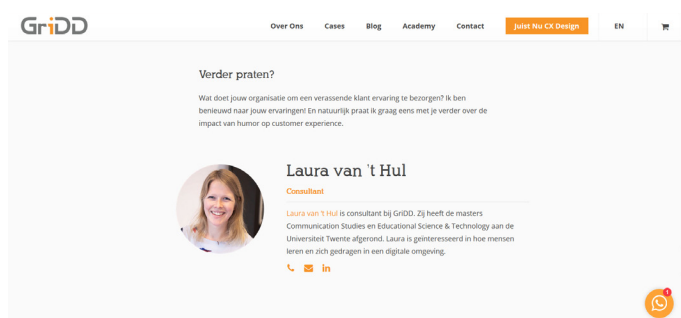 GriDD
Over Ons Cases Blog Academy Contact Juist Nu CX Design EN
Verder praten?
Wat doet jouw organisatie om een verassende klant ervaring te bezorgen? Ik ben
benieuwd naar jouw ervaringen! En natuurlijk praat ik graag eens met je verder over de
impact van humor op customer experience.
Laura van 't Hul
Consultant
Laura van 't Hul is consultant bij GriDD. Zij heeft de masters
Communication Studies en Educational Science & Technology aan de
Universiteit Twente afgerond. Laura is geïnteresseerd in hoe mensen
leren en zich gedragen in een digitale omgeving.
in
1